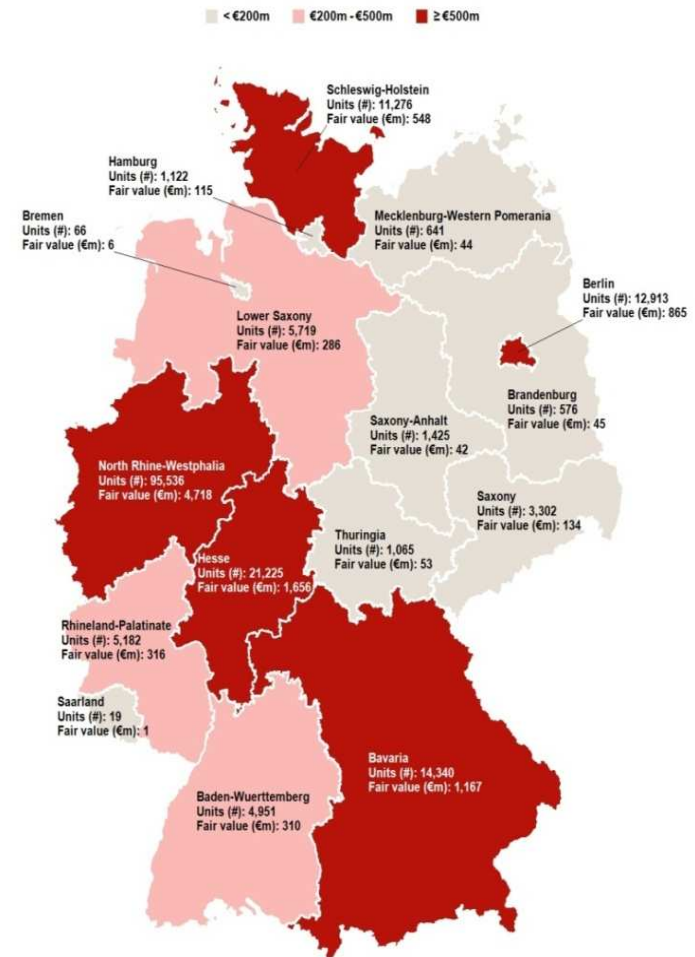 < €200m €200m - €500m ≥ €500m
Schleswig-Holstein
Units (#): 11,276
Fair value (€m): 548
Hamburg
Units (#): 1,122
Fair value (€m): 115
Bremen
Units (#): 66
Fair value (€m): 6
Mecklenburg-Western Pomerania
Units (#): 641
Fair value (€m): 44
Berlin
Units (#): 12,913
Fair value (€m): 865
Lower Saxony
Units (#): 5,719
Fair value (€m): 286
Brandenburg
Units (#): 576
Fair value (€m): 45
Saxony-Anhalt
Units (#): 1,425
Fair value (€m): 42
North Rhine-Westphalia
Units (#): 95,536
Fair value (€m): 4,718
Saxony
Units (#): 3,302
Fair value (€m): 134
Thuringia
Units (#): 1,065
Fair value (€m): 53
Hesse
Units (#): 21,225
Fair value (€m): 1,656
Rhineland-Palatinate
Units (#): 5,182
Fair value (€m): 316
Saarland
Units (#): 19
Fair value (€m): 1
Bavaria
Units (#): 14,340
Fair value (€m): 1,167
Baden-Wuerttemberg
Units (#): 4,951
Fair value (€m): 310